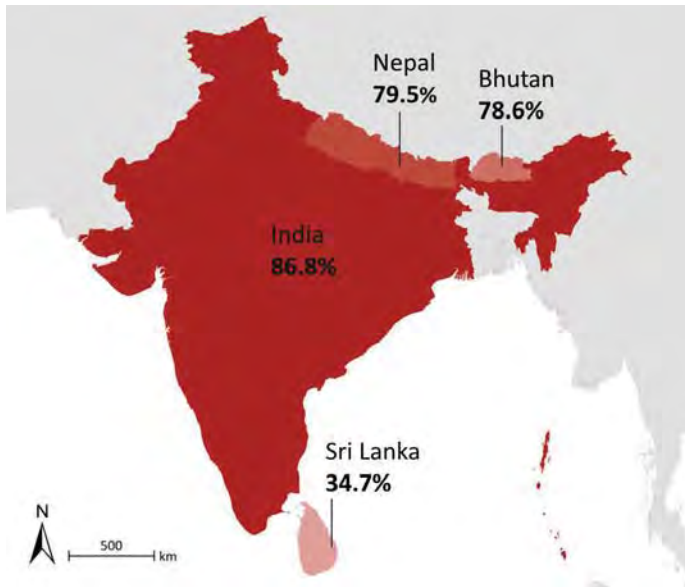 Nepal
79.5%
Bhutan
78.6%
India
86.8%
Sri Lanka
34.7%
N
500
km